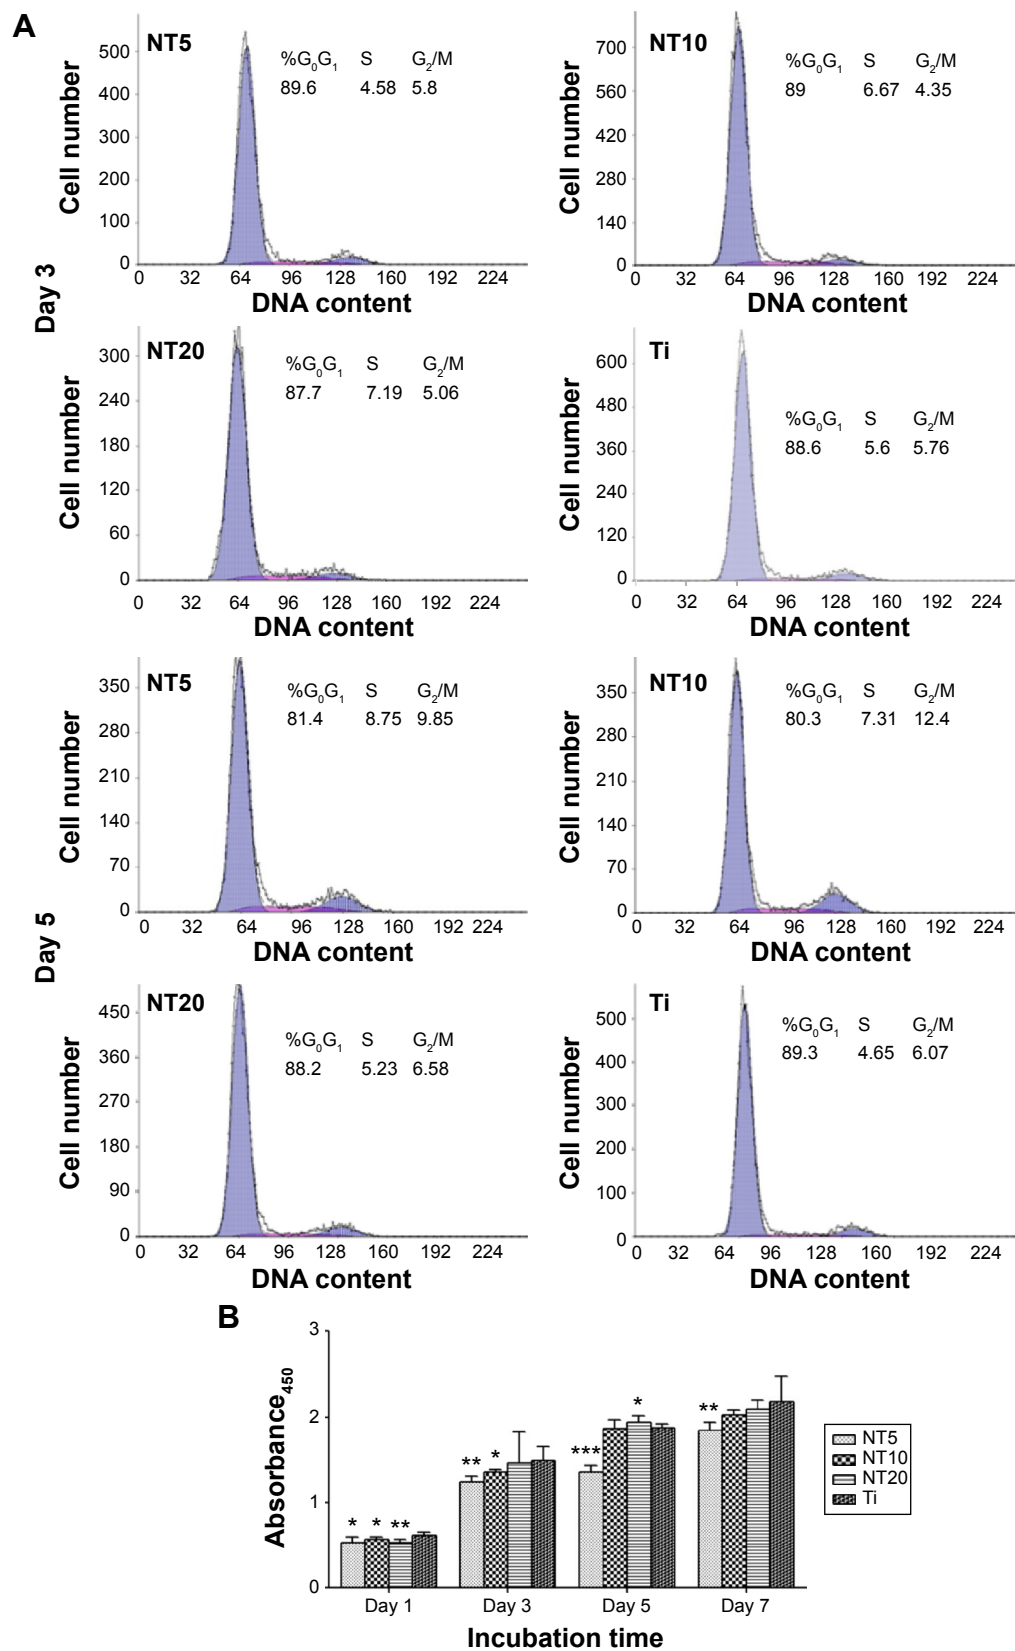 A
Day 3
NT5
%G0G1 S G2/M
89.6 4.58 5.8
Cell number
500
400
300
200
100
0
0 32 64 96 128 160 192 224
DNA content
NT10
%G0G1 S G2/M
89 6.67 4.35
Cell number
700
560
420
280
140
0
0 32 64 96 128 160 192 224
DNA content
NT20
%G0G1 S G2/M
87.7 7.19 5.06
Cell number
300
240
180
120
60
0
0 32 64 96 128 160 192 224
DNA content
Ti
%G0G1 S G2/M
88.6 5.6 5.76
Cell number
600
480
360
240
120
0
0 32 64 96 128 160 192 224
DNA content
Day 5
NT5
%G0G1 S G2/M
81.4 8.75 9.85
Cell number
350
280
210
140
70
0
0 32 64 96 128 192 224
DNA content
NT10
%G0G1 S G2/M
80.3 7.31 12.4
Cell number
350
280
210
140
70
0
0 32 64 96 128 160 192 224
DNA content
NT20
%G0G1 S G2/M
88.2 5.23 6.58
Cell number
450
360
270
180
90
0
0 32 64 96 128 160 192 224
DNA content
Ti
%G0G1 S G2/M
89.3 4.65 6.07
Cell number
500
400
300
200
100
0
0 32 64 96 128 160 192 224
DNA content
B
Absorbance450
3
2
1
0
* * **
** *
*** *
**
Day 1 Day 3 Day 5 Day 7
Incubation time
NT5
NT10
NT20
Ti